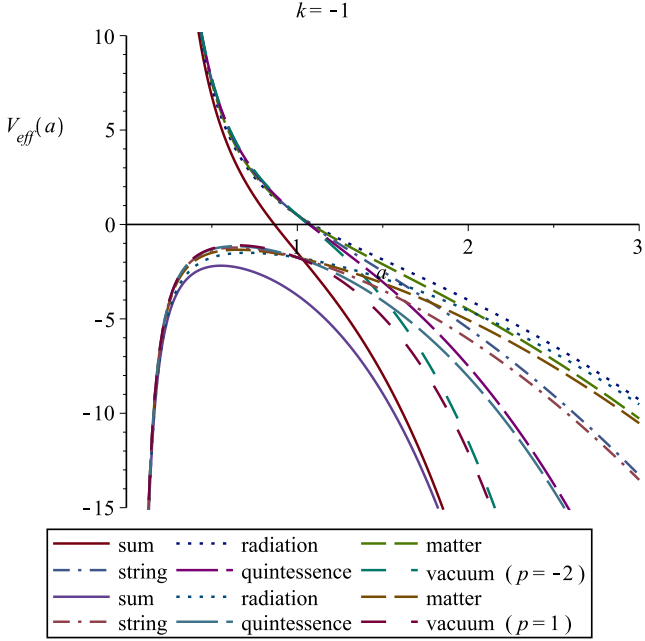 k = -1
10
V_eff(a)
5
0
1
2
3
a
-5
-10
-15
sum radiation matter
string quintessence vacuum (p = -2)
sum radiation matter
string quintessence vacuum (p = 1)